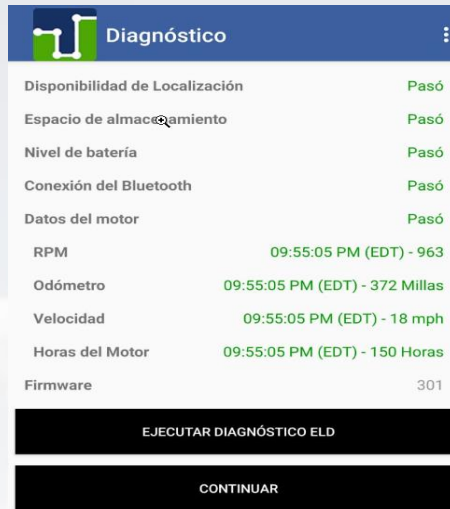 Diagnóstico
Disponibilidad de Localización Pasó
Espacio de almacenamiento Pasó
Nivel de batería Pasó
Conexión del Bluetooth Pasó
Datos del motor Pasó
RPM 09:55:05 PM (EDT) - 963
Odómetro 09:55:05 PM (EDT) - 372 Millas
Velocidad 09:55:05 PM (EDT) - 18 mph
Horas del Motor 09:55:05 PM (EDT) - 150 Horas
Firmware 301
EJECUTAR DIAGNÓSTICO ELD
CONTINUAR